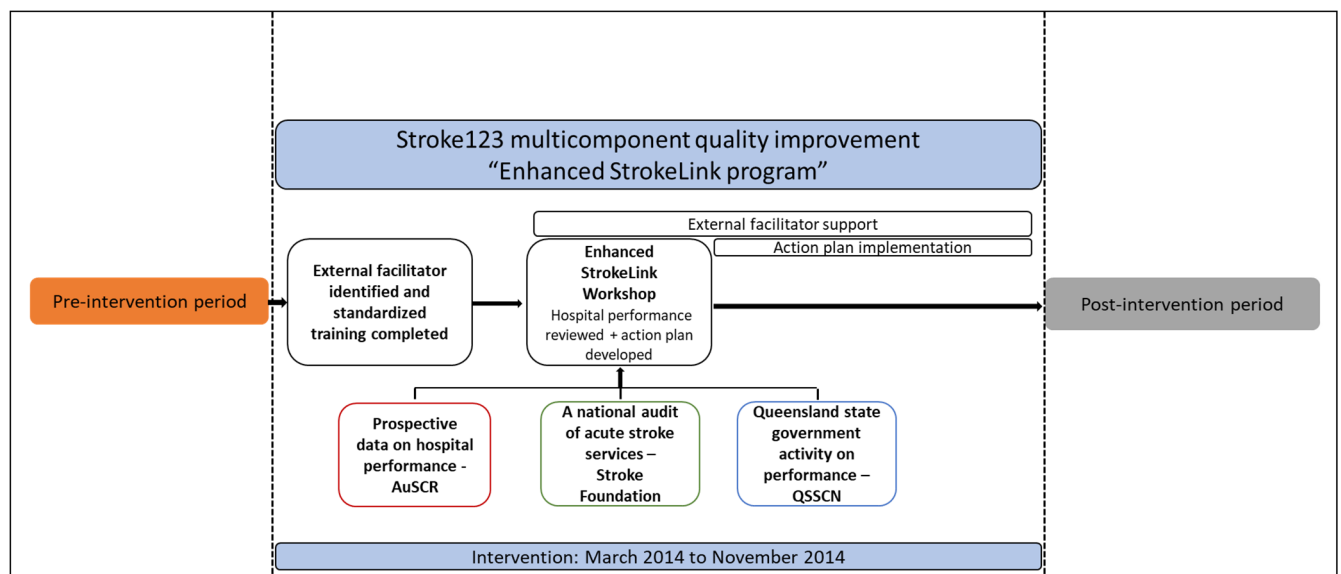 Stroke123 multicomponent quality improvement
“Enhanced StrokeLink program”
External facilitator support
Action plan implementation
Pre-intervention period
External facilitator
identified and
standardized
training completed
Enhanced
StrokeLink
Workshop
Hospital performance
reviewed + action plan
developed
Post-intervention period
Prospective
data on hospital
performance -
AuSCR
A national audit
of acute stroke
services –
Stroke
Foundation
Queensland state
government
activity on
performance –
QSSCN
Intervention: March 2014 to November 2014